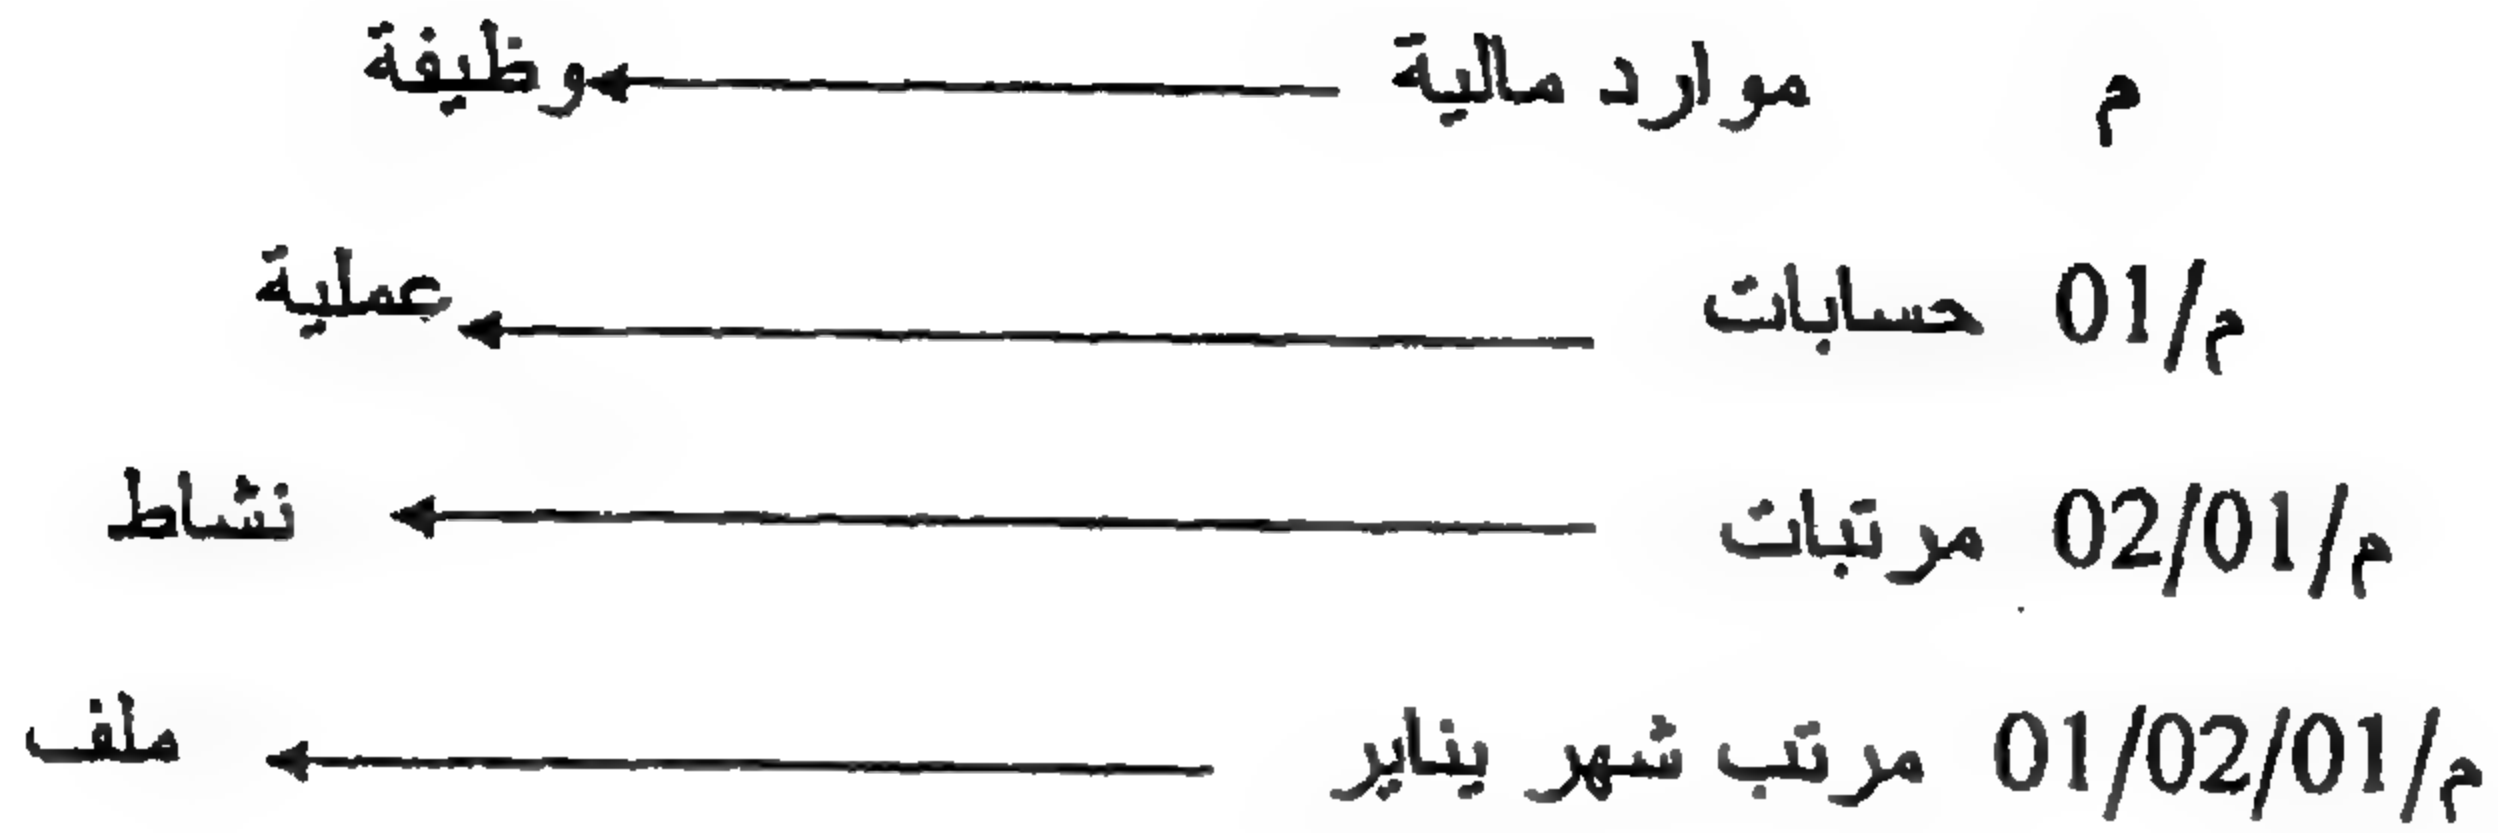 م موارد مالية وظيفة
م/01 حسابات عملية
م/02/01 مرتبات نشاط
م/01/02/01 مرتب شهر يناير ملف